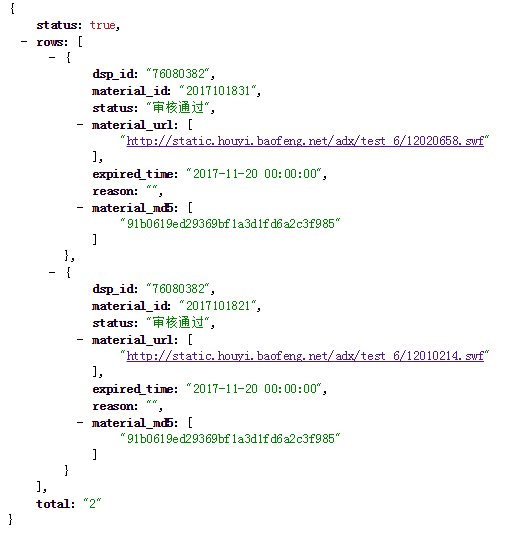 {
status: true,
- rows: [
- {
dsp_id: "76080382",
material_id: "2017101831",
status: "审核通过",
- material_url: [
"http://static.houyi.baofeng.net/adx/test_6/12020658.swf"
],
expired_time: "2017-11-20 00:00:00",
reason: "",
- material_md5: [
"91b0619ed29369bf1a3d1fd6a2c3f985"
]
},
- {
dsp_id: "76080382",
material_id: "2017101821",
status: "审核通过",
- material_url: [
"http://static.houyi.baofeng.net/adx/test_6/12010214.swf"
],
expired_time: "2017-11-20 00:00:00",
reason: "",
- material_md5: [
"91b0619ed29369bf1a3d1fd6a2c3f985"
]
}
],
total: "2"
}